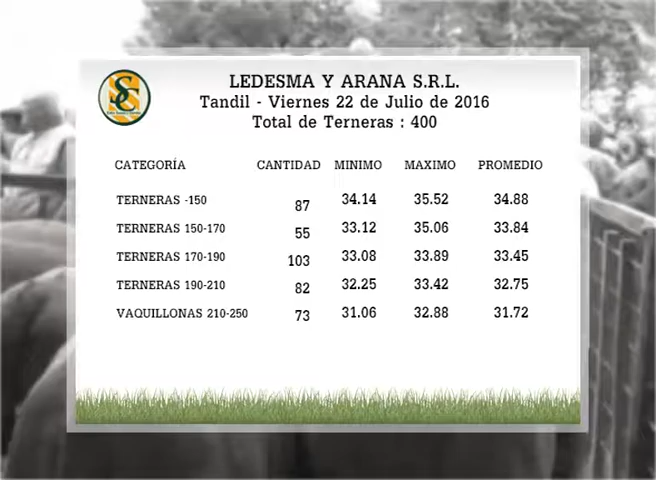 LEDESMA Y ARANA S.R.L.
Tandil - Viernes 22 de Julio de 2016
Total de Terneras : 400
CATEGORÍA CANTIDAD MINIMO MAXIMO PROMEDIO
TERNERAS -150 87 34.14 35.52 34.88
TERNERAS 150-170 55 33.12 35.06 33.84
TERNERAS 170-190 103 33.08 33.89 33.45
TERNERAS 190-210 82 32.25 33.42 32.75
VAQUILLONAS 210-250 73 31.06 32.88 31.72